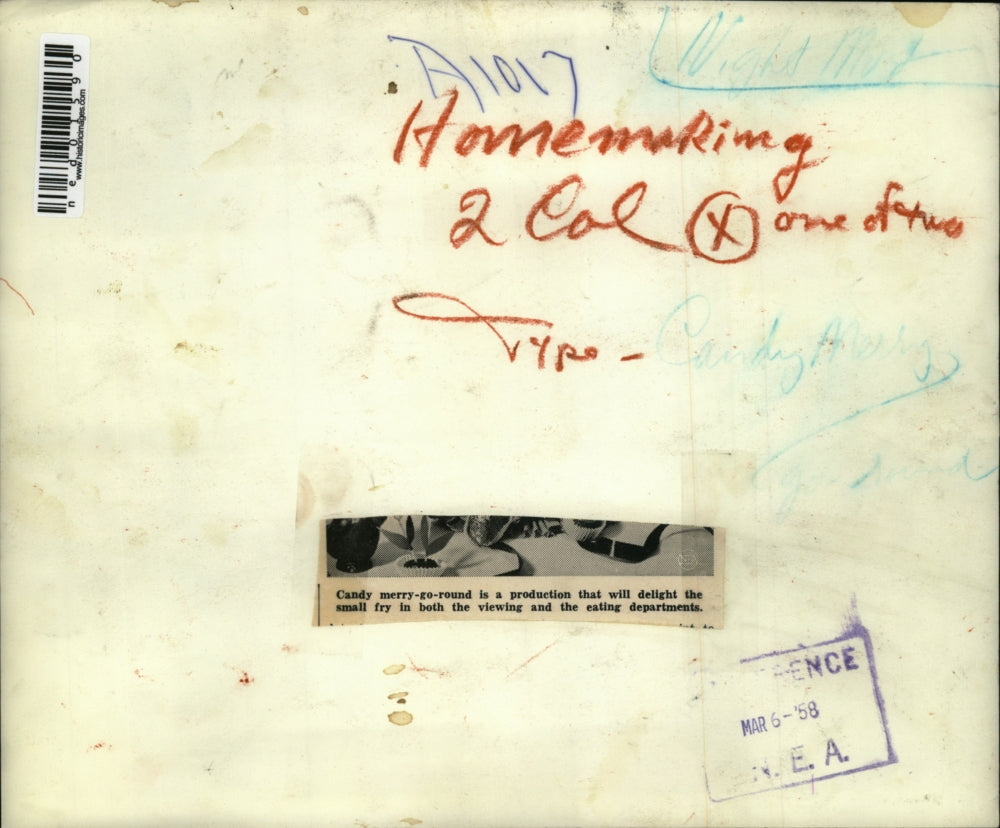 A1017
Homemaking
2 Col X one of two
Type - Candy Merry
go round
Candy merry-go-round is a production that will delight the
small fry in both the viewing and the eating departments.
ENCE
MAR 6-'58
N. E. A.
ned01590
www.historicimages.com